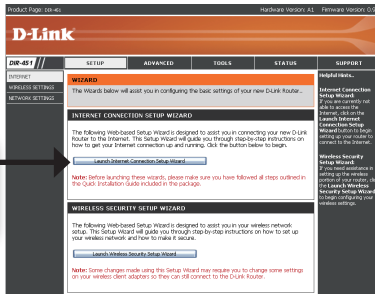 Product Page: DIR-451
Hardware Version: A1 Firmware Version: 0.9
D-Link
DIR-451
SETUP
ADVANCED
TOOLS
STATUS
SUPPORT
INTERNET
WIRELESS SETTINGS
NETWORK SETTINGS
WIZARD
The Wizards below will assist you in configuring the basic settings of your new D-Link Router..
INTERNET CONNECTION SETUP WIZARD
The following Web-based Setup Wizard is designed to assist you in connecting your new D-Link
Router to the Internet. This Setup Wizard will guide you through step-by-step instructions on
how to get your Internet connection up and running. Click the button below to begin.
Launch Internet Connection Setup Wizard
Note: Before launching these wizards, please make sure you have followed all steps outlined in
the Quick Installation Guide included in the package.
WIRELESS SECURITY SETUP WIZARD
The following Web-based Setup Wizard is designed to assist you in your wireless network
setup. This Setup Wizard will guide you through step-by-step instructions on how to set up
your wireless network and how to make it secure.
Launch Wireless Security Setup Wizard
Note: Some changes made using this Setup Wizard may require you to change some settings
on your wireless client adapters so they can still connect to the D-Link Router.
Helpful Hints..
Internet Connection
Setup Wizard:
If you are currently not
able to access the
Internet, click on the
Launch Internet
Connection Setup
Wizard button to begin
setting up your router to
connect to the Internet.
Wireless Security
Setup Wizard:
If you need assistance in
setting up the wireless
portion of your router, click
the Launch Wireless
Security Setup Wizard
to begin configuring your
wireless settings.